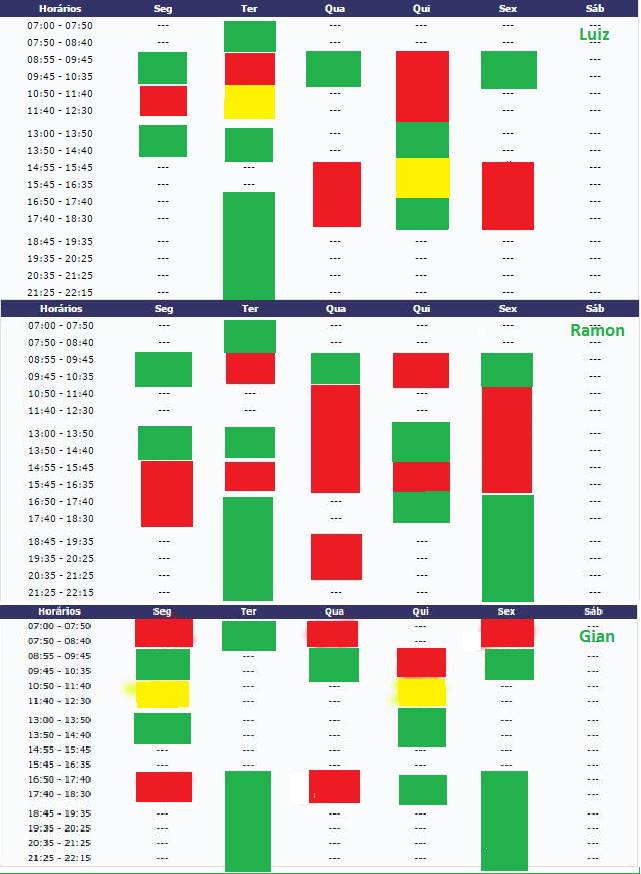 Horários Seg Ter Qua Qui Sex Sáb
07:00 - 07:50 --- --- --- --- ---
Luiz
07:50 - 08:40 --- --- --- --- ---
08:55 - 09:45 ---
09:45 - 10:35 ---
10:50 - 11:40 --- --- ---
11:40 - 12:30 --- --- ---
13:00 - 13:50 --- --- ---
13:50 - 14:40 --- --- ---
14:55 - 15:45 --- --- ---
15:45 - 16:35 --- --- ---
16:50 - 17:40 --- ---
17:40 - 18:30 --- ---
18:45 - 19:35 --- --- --- --- ---
19:35 - 20:25 --- --- --- --- ---
20:35 - 21:25 --- --- --- --- ---
21:25 - 22:15 --- --- --- --- ---
Horários Seg Ter Qua Qui Sex Sáb
07:00 - 07:50 --- --- --- --- ---
Ramon
07:50 - 08:40 --- --- --- --- ---
08:55 - 09:45 ---
09:45 - 10:35 ---
10:50 - 11:40 --- --- --- ---
11:40 - 12:30 --- --- --- ---
13:00 - 13:50 ---
13:50 - 14:40 ---
14:55 - 15:45 ---
15:45 - 16:35 ---
16:50 - 17:40 --- ---
17:40 - 18:30 --- ---
18:45 - 19:35 --- --- ---
19:35 - 20:25 --- --- ---
20:35 - 21:25 --- --- ---
21:25 - 22:15 --- --- --- ---
Horários Seg Ter Qua Qui Sex Sáb
07:00 - 07:50 --- ---
Gian
07:50 - 08:40 --- ---
08:55 - 09:45 --- ---
09:45 - 10:35 --- ---
10:50 - 11:40 --- --- --- ---
11:40 - 12:30 --- --- --- ---
13:00 - 13:50 --- --- --- ---
13:50 - 14:40 --- --- --- ---
14:55 - 15:45 --- --- --- --- --- ---
15:45 - 16:35 --- --- --- --- --- ---
16:50 - 17:40 ---
17:40 - 18:30 ---
18:45 - 19:35 --- --- --- ---
19:35 - 20:25 --- --- --- ---
20:35 - 21:25 --- --- --- ---
21:25 - 22:15 --- --- --- ---